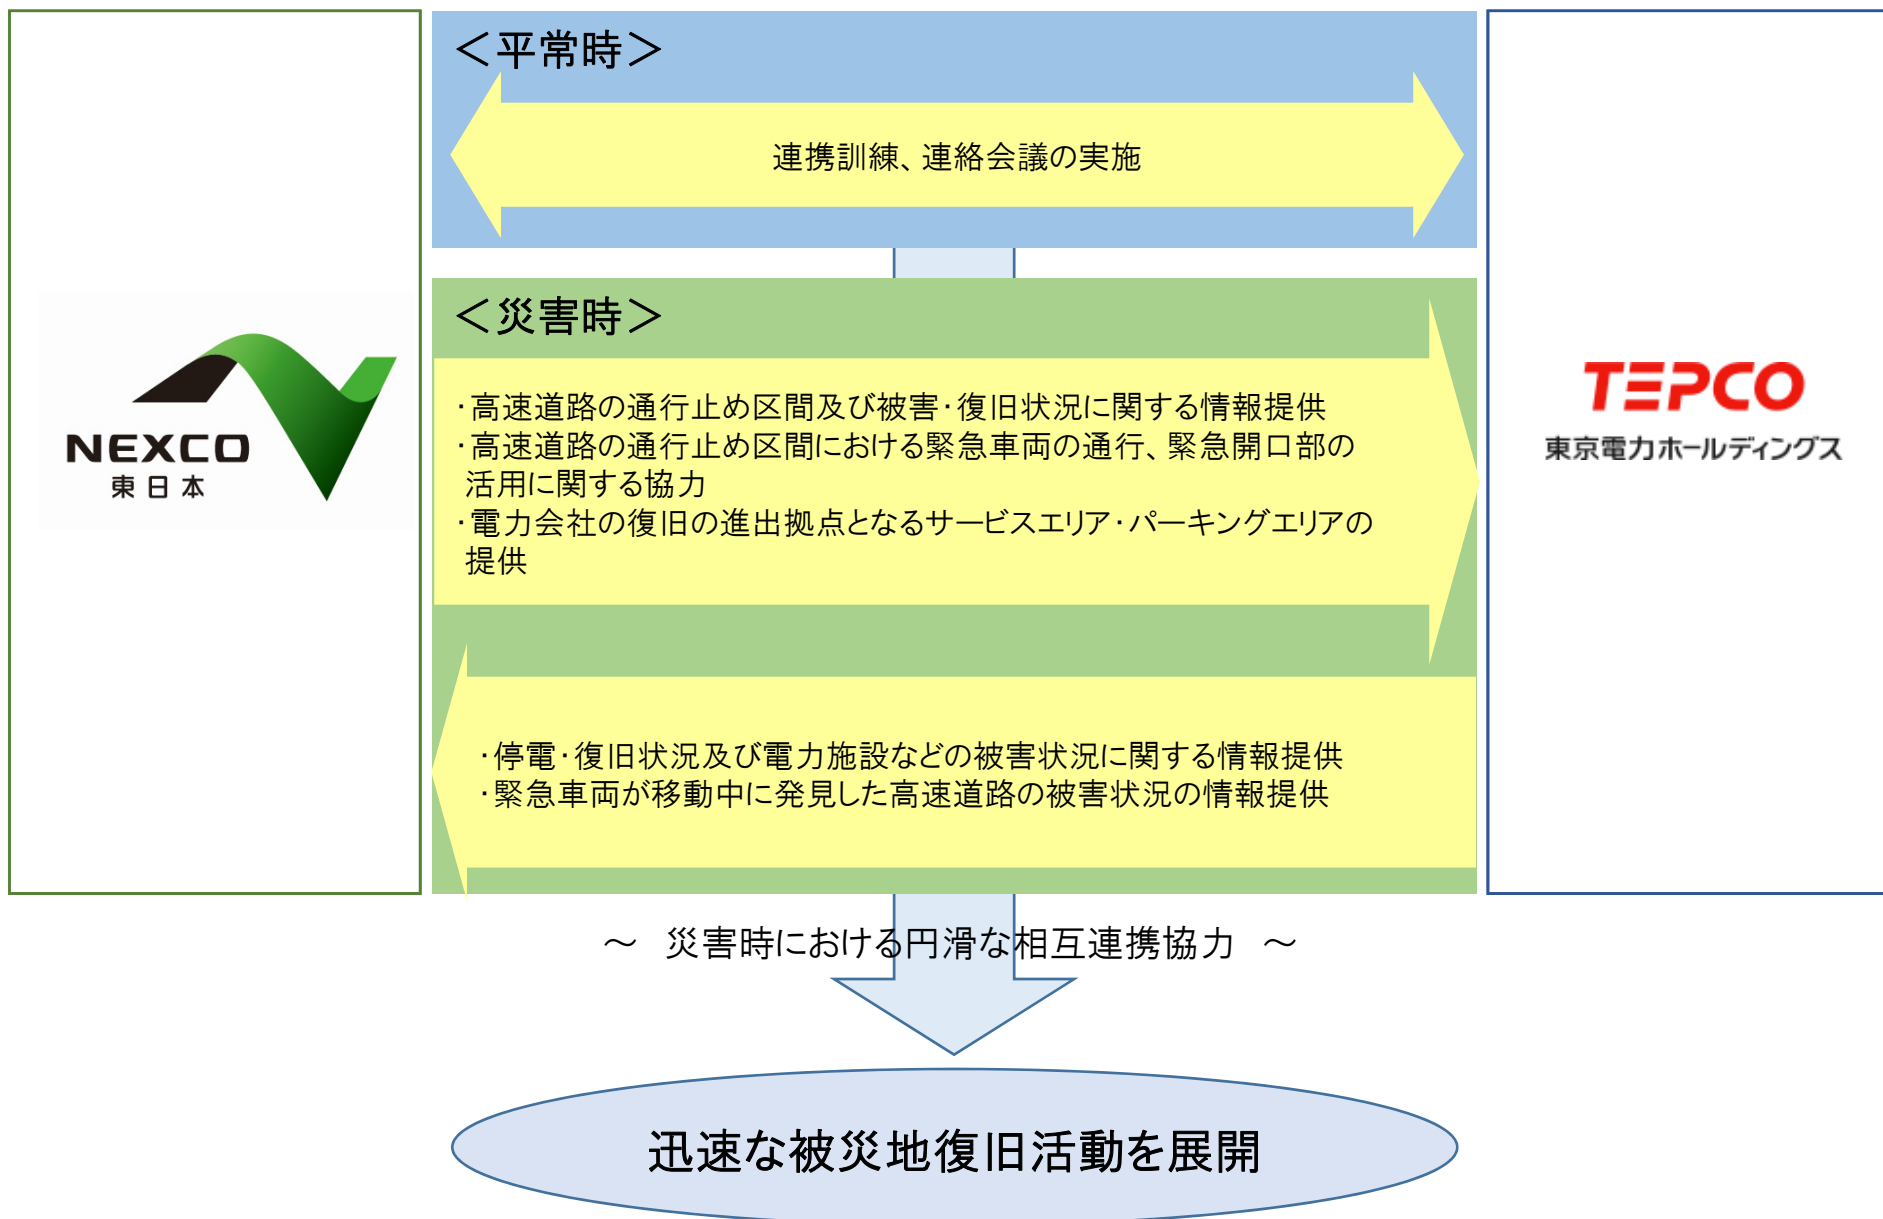 ＜平常時＞
連携訓練、連絡会議の実施
＜災害時＞
・高速道路の通行止め区間及び被害・復旧状況に関する情報提供
・高速道路の通行止め区間における緊急車両の通行、緊急開口部の
活用に関する協力
・電力会社の復旧の進出拠点となるサービスエリア・パーキングエリアの
提供
・停電・復旧状況及び電力施設などの被害状況に関する情報提供
・緊急車両が移動中に発見した高速道路の被害状況の情報提供
NEXCO
東日本
TEPCO
東京電力ホールディングス
～　災害時における円滑な相互連携協力　～
迅速な被災地復旧活動を展開